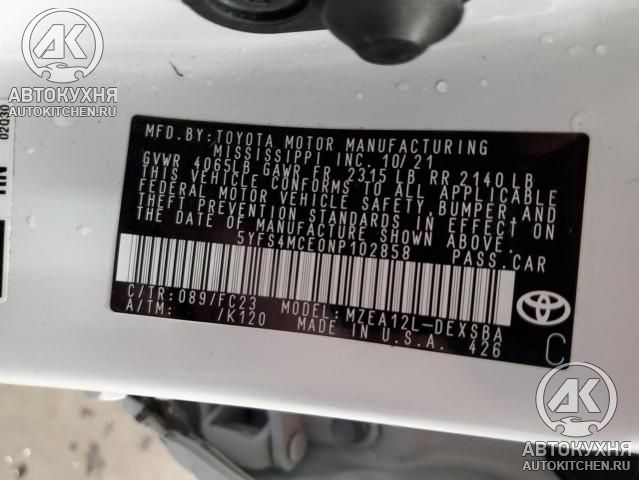 АК
АВТОКУХНЯ
AUTOKITCHEN.RU
02030
MFD.BY:TOYOTA MOTOR MANUFACTURING
MISSISSIPPI INC. 10/21
GVWR 4065LB GAWR FR 2315 LB RR 2140 LB
THIS VEHICLE CONFORMS TO ALL APPLICABLE
FEDERAL MOTOR VEHICLE SAFETY, BUMPER, AND
THEFT PREVENTION STANDARDS IN EFFECT ON
THE DATE OF MANUFACTURE SHOWN ABOVE.
5YFS4MCE0NP102858 PASS.CAR
C/TR: 089/FC23 MODEL: MZEA12L-DEXSBA
A/TM: /K120 MADE IN U.S.A. 426
C
АК
АВТОКУХНЯ
AUTOKITCHEN.RU